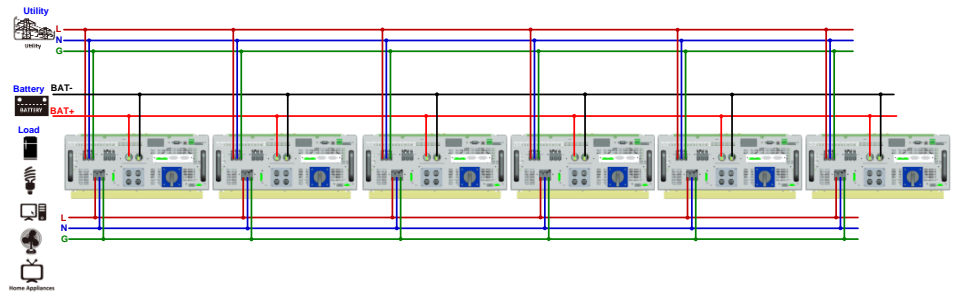 Utility
L
N
Utility
G
Battery
BAT-
BATTERY
BAT+
Load
L
N
G
Home Appliances